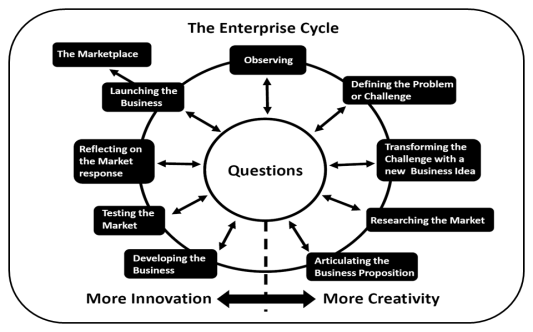 The Enterprise Cycle
The Marketplace
Observing
Launching the
Business
Defining the Problem
or Challenge
Reflecting on
the Market
response
Questions
Transforming the
Challenge with a
new Business Idea
Testing the
Market
Researching the Market
Developing the
Business
Articulating the
Business Proposition
More Innovation
More Creativity